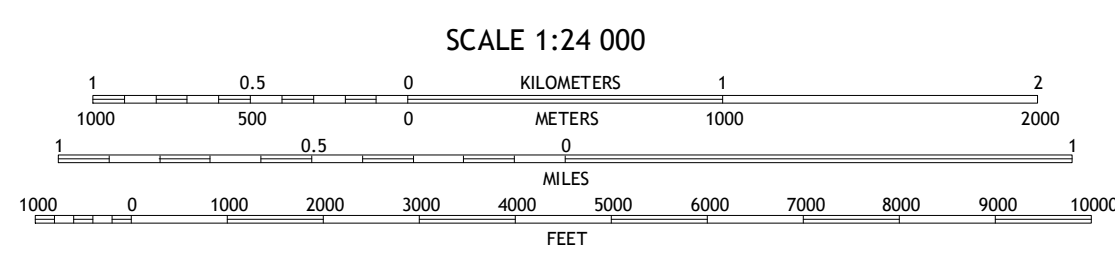 SCALE 1:24 000
1 0.5 0 KILOMETERS 1 2
1000 500 0 METERS 1000 2000
1 0.5 0 1
MILES
1000 0 1000 2000 3000 4000 5000 6000 7000 8000 9000 10000
FEET